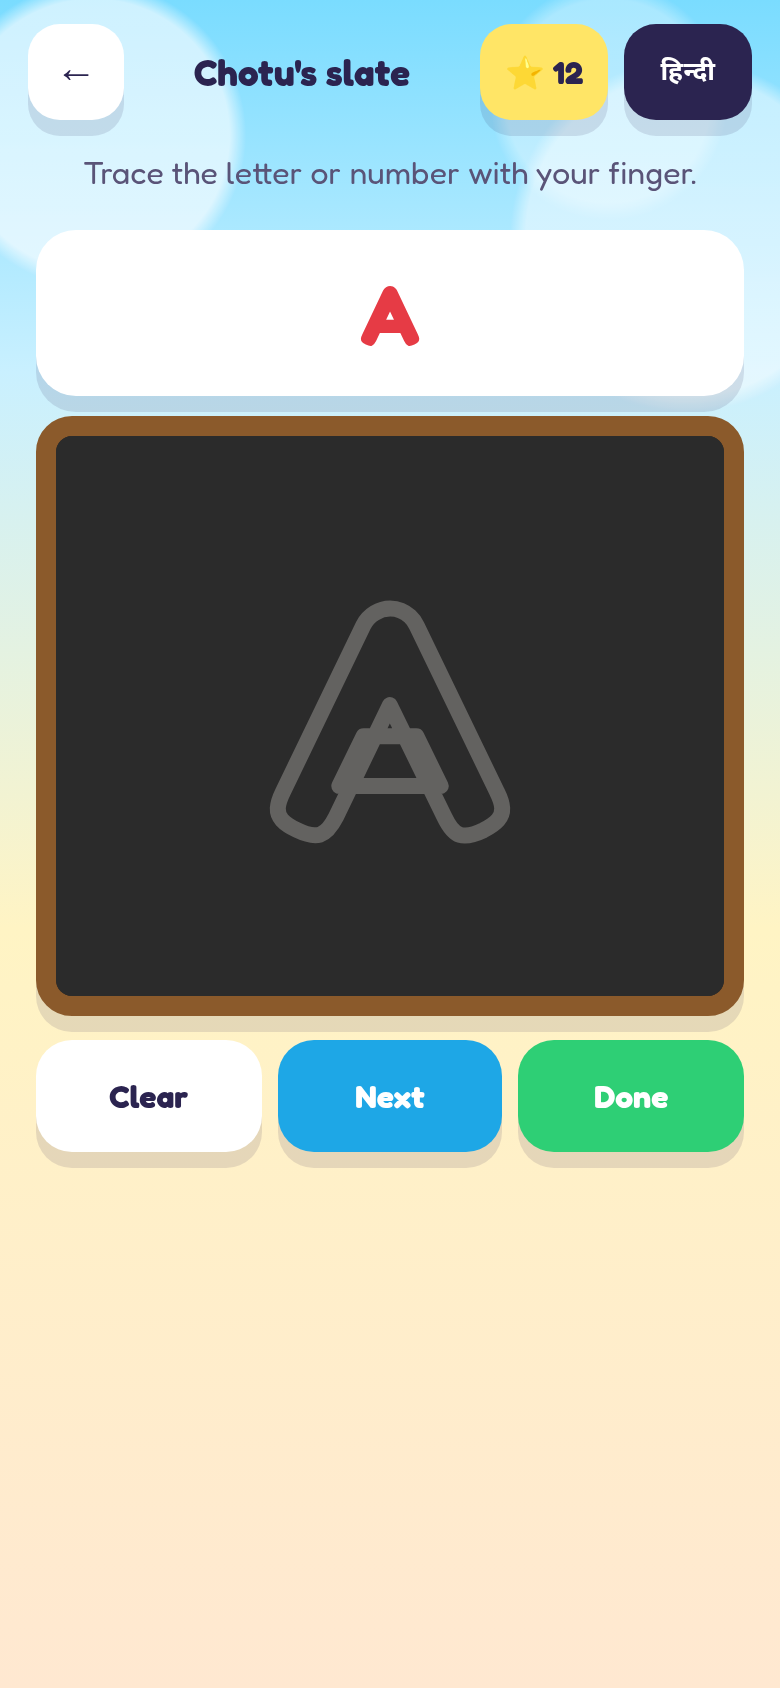 ← Chotu's slate ⭐ 12 हिन्दी
Trace the letter or number with your finger.
A
A
Clear Next Done